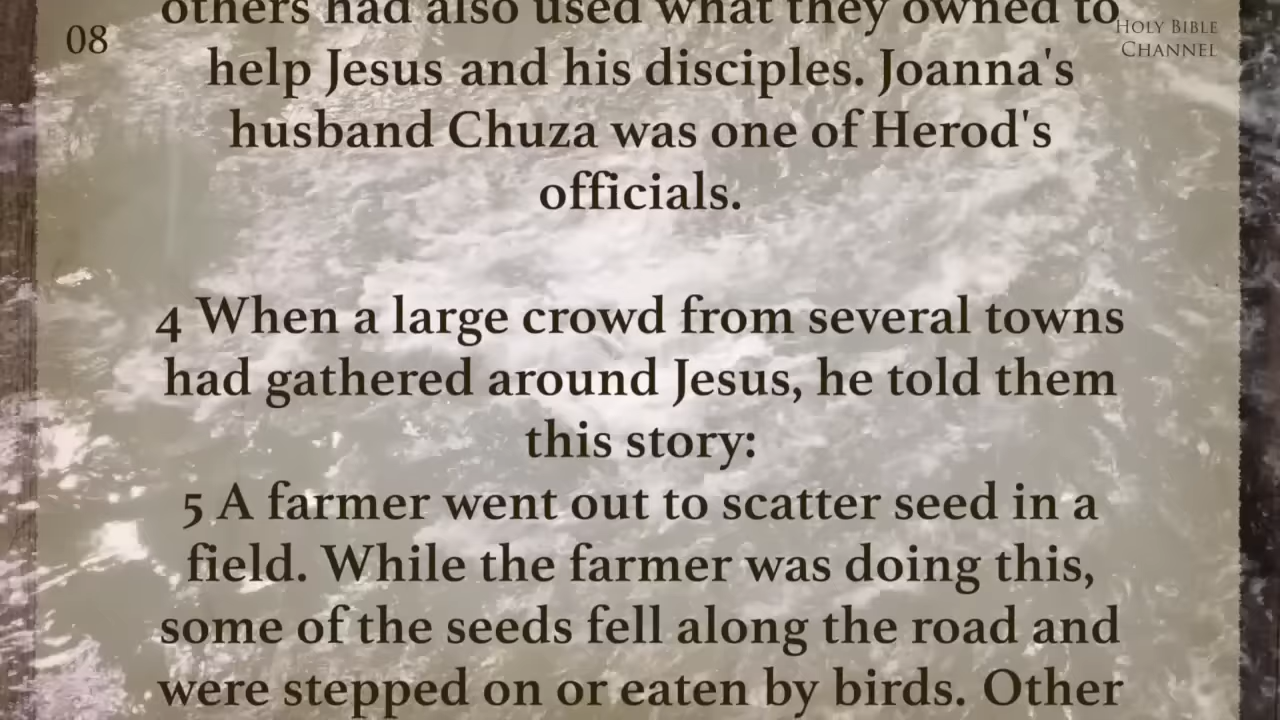 others had also used what they owned to
help Jesus and his disciples. Joanna's
husband Chuza was one of Herod's
officials.
4 When a large crowd from several towns
had gathered around Jesus, he told them
this story:
5 A farmer went out to scatter seed in a
field. While the farmer was doing this,
some of the seeds fell along the road and
were stepped on or eaten by birds. Other
08
Holy Bible
Channel